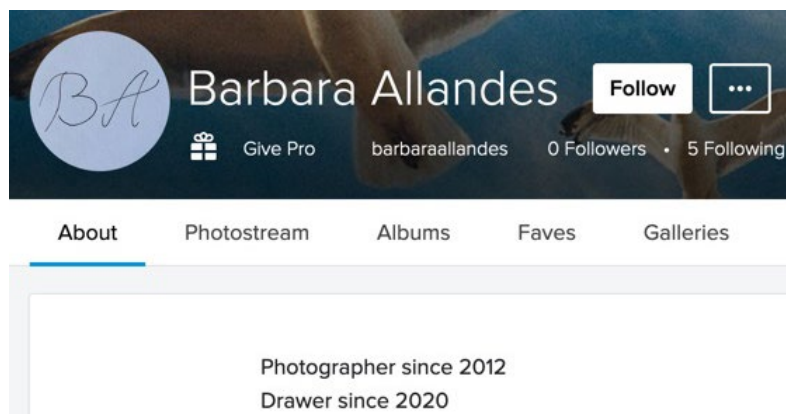 BA
Barbara Allandes
Follow
...
Give Pro barbaraallandes 0 Followers • 5 Following
About Photostream Albums Faves Galleries
Photographer since 2012
Drawer since 2020